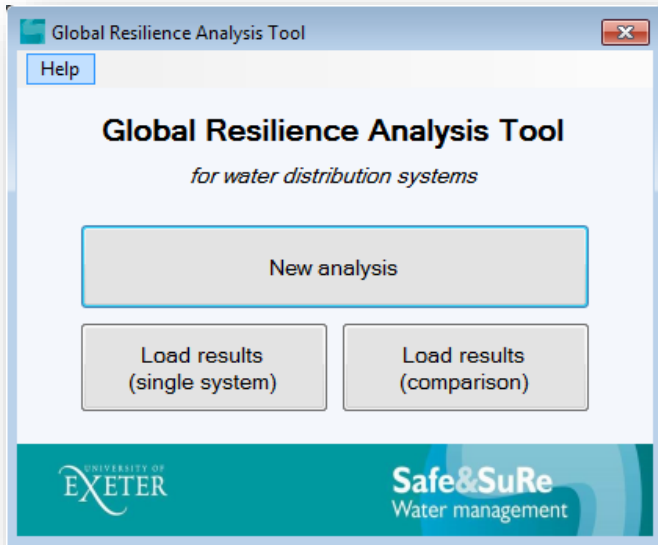 Global Resilience Analysis Tool
Help
Global Resilience Analysis Tool
for water distribution systems
New analysis
Load results
(single system)
Load results
(comparison)
UNIVERSITY OF
EXETER
Safe&SuRe
Water management